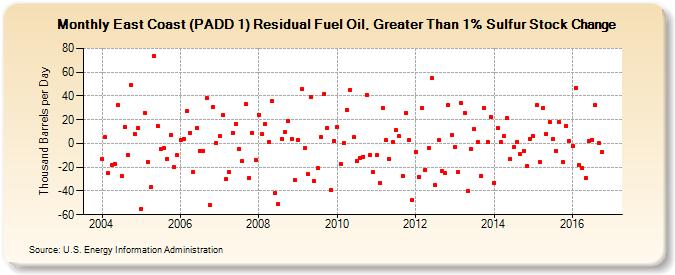 Monthly East Coast (PADD 1) Residual Fuel Oil, Greater Than 1% Sulfur Stock Change
Thousand Barrels per Day
80
60
40
20
0
-20
-40
-60
2004 2006 2008 2010 2012 2014 2016
Source: U.S. Energy Information Administration